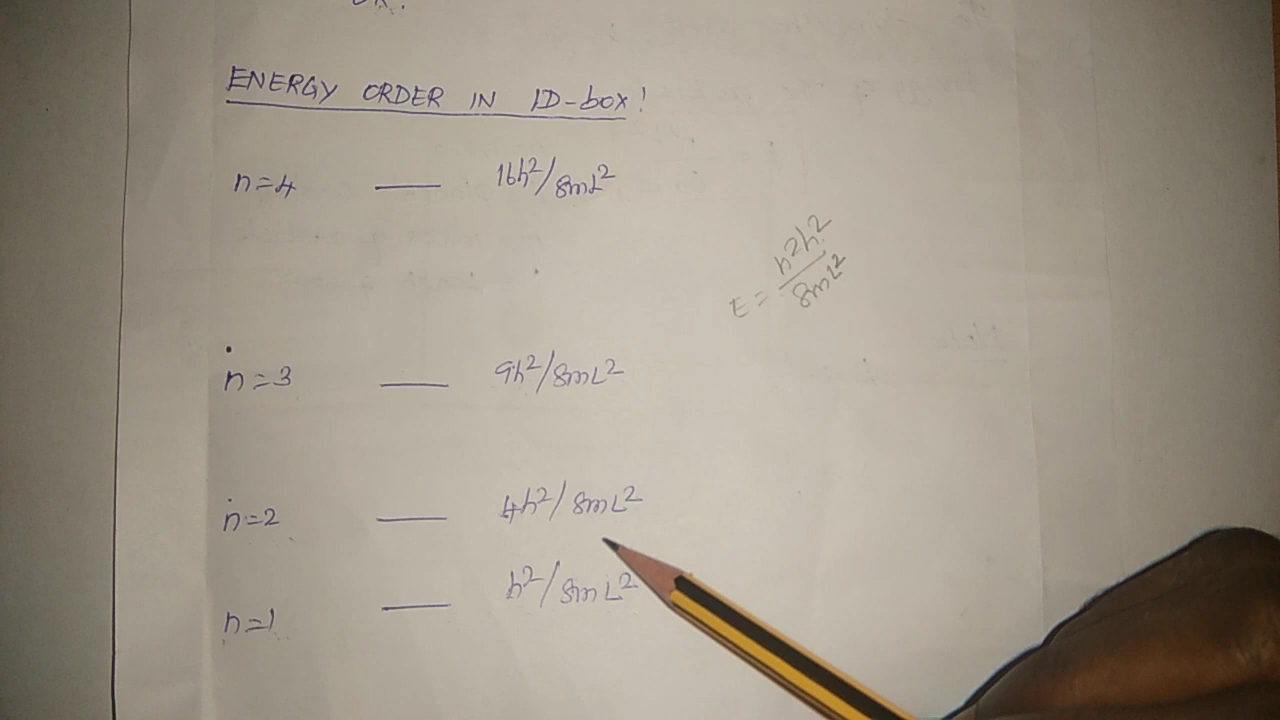 ENERGY ORDER IN 1D-box!
n=4 — 16h²/8mL²
E = n²h²/8mL²
n=3 — 9h²/8mL²
n=2 — 4h²/8mL²
n=1 — h²/8mL²